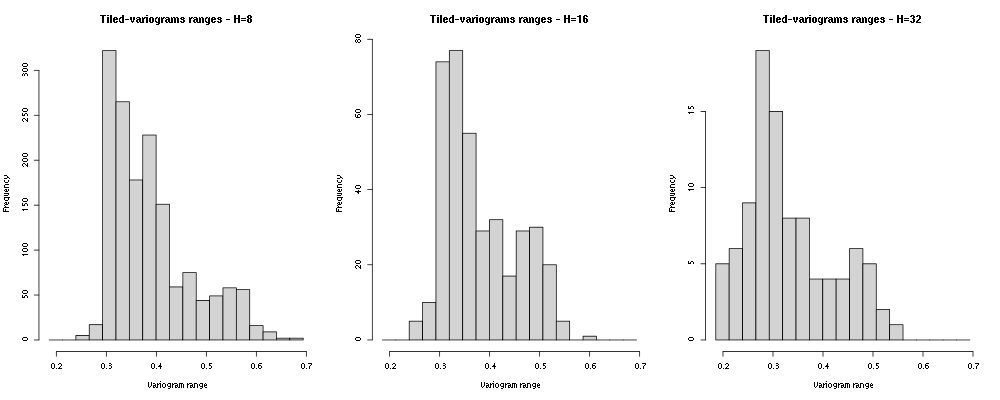 Tiled-variograms ranges - H=8
Frequency
0 50 100 150 200 250 300
0.2 0.3 0.4 0.5 0.6 0.7
Variogram range
Tiled-variograms ranges - H=16
Frequency
0 20 40 60 80
0.2 0.3 0.4 0.5 0.6 0.7
Variogram range
Tiled-variograms ranges - H=32
Frequency
0 5 10 15
0.2 0.3 0.4 0.5 0.6 0.7
Variogram range